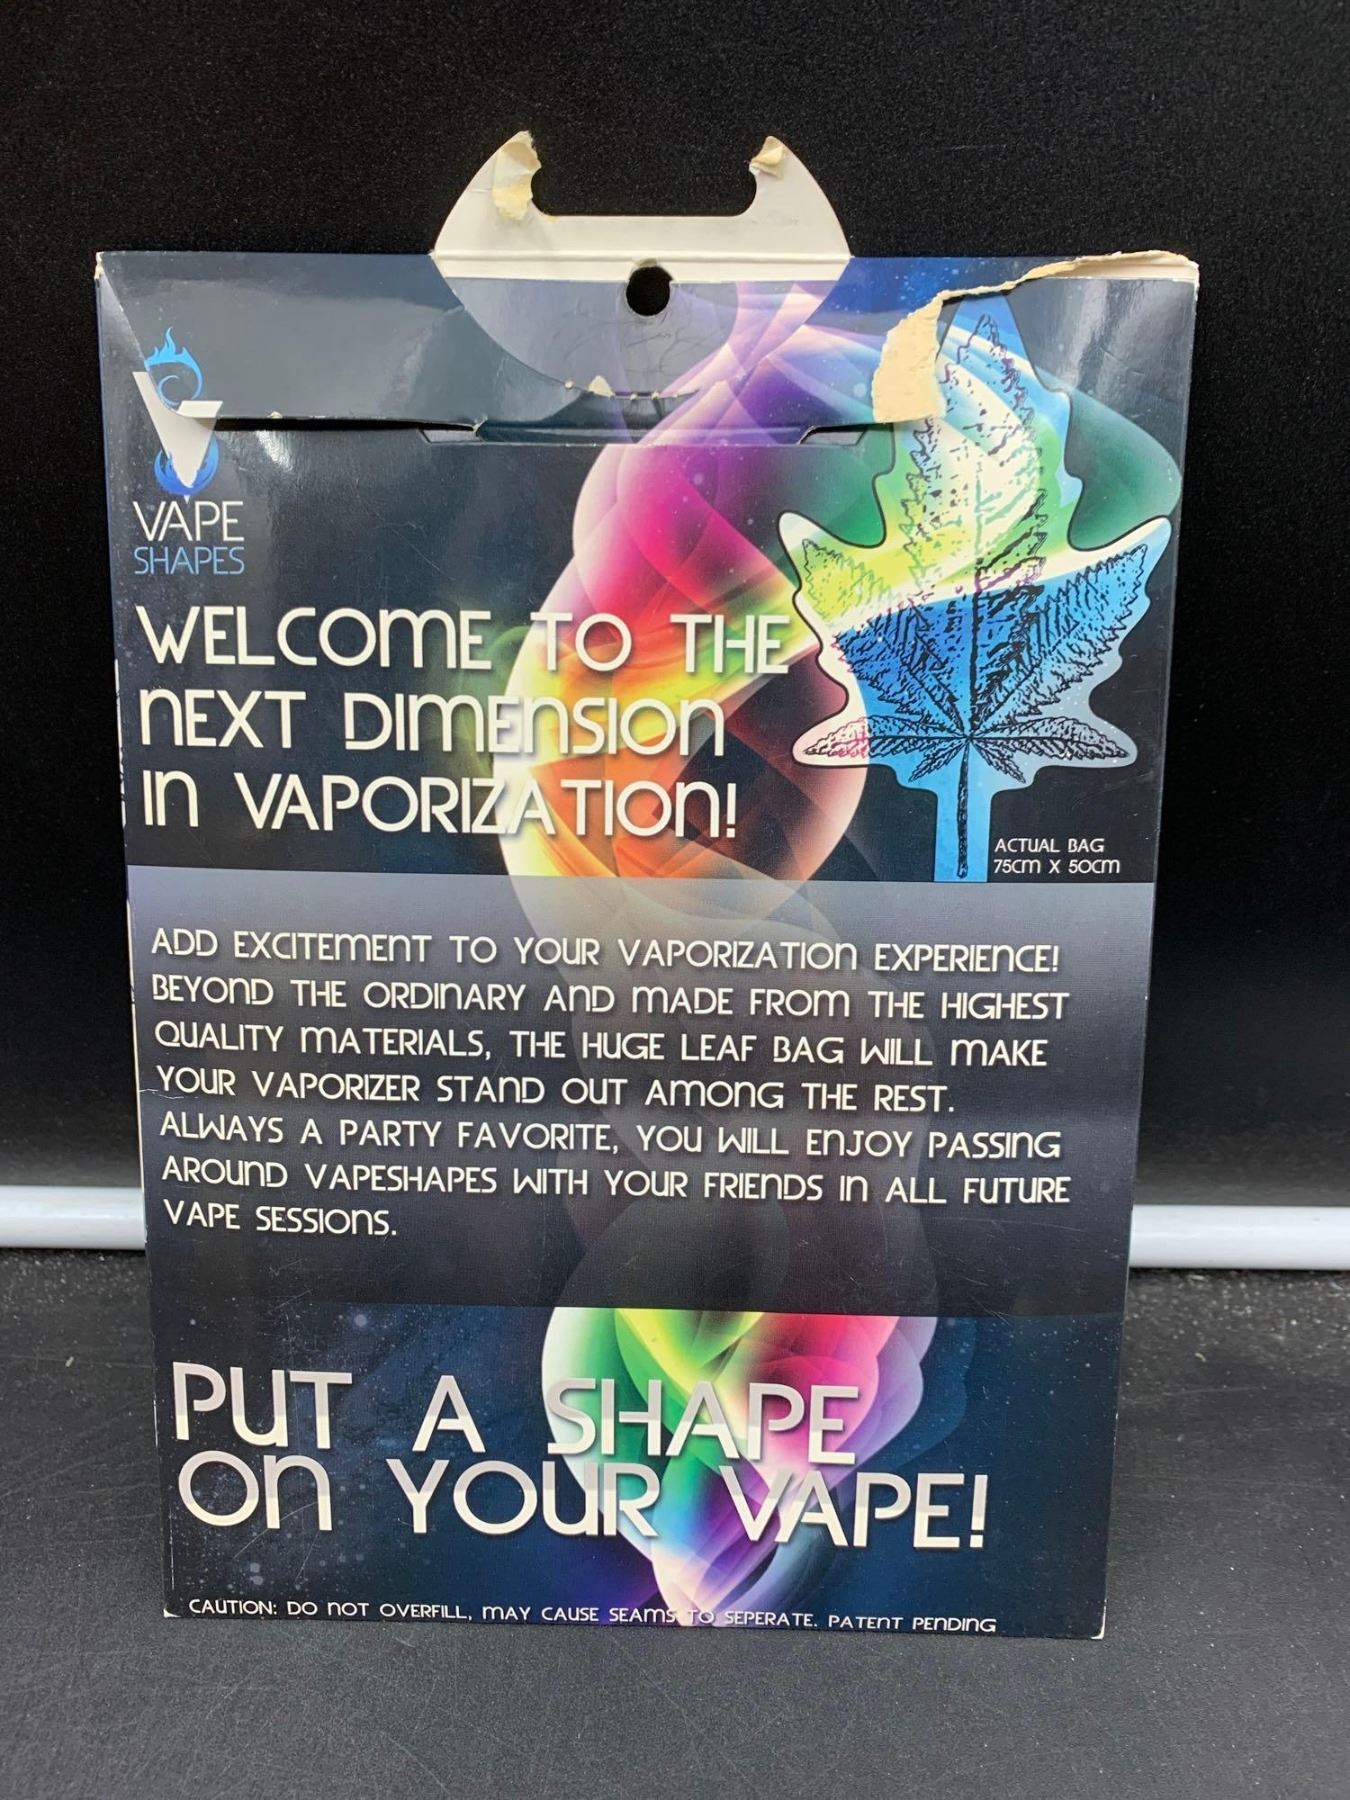 VAPE
SHAPES
WELCOME TO THE
NEXT DIMENSION
IN VAPORIZATION!
ACTUAL BAG
75CM X 50CM
ADD EXCITEMENT TO YOUR VAPORIZATION EXPERIENCE!
BEYOND THE ORDINARY AND MADE FROM THE HIGHEST
QUALITY MATERIALS, THE HUGE LEAF BAG WILL MAKE
YOUR VAPORIZER STAND OUT AMONG THE REST.
ALWAYS A PARTY FAVORITE, YOU WILL ENJOY PASSING
AROUND VAPESHAPES WITH YOUR FRIENDS IN ALL FUTURE
VAPE SESSIONS.
PUT A SHAPE
ON YOUR VAPE!
CAUTION: DO NOT OVERFILL, MAY CAUSE SEAMS TO SEPERATE. PATENT PENDING